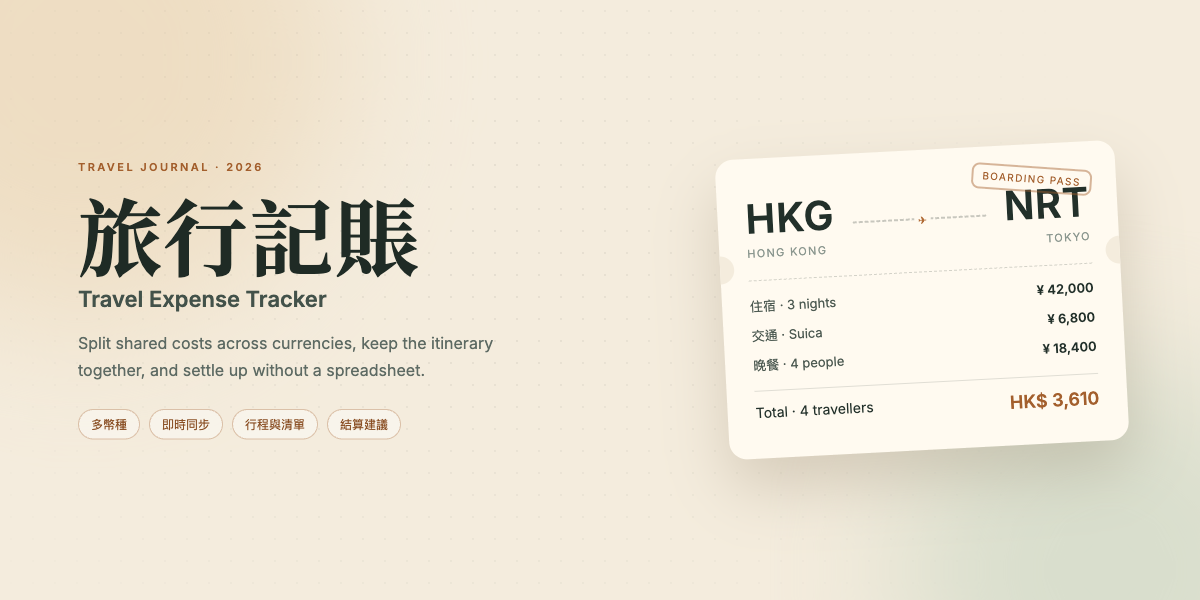 TRAVEL JOURNAL · 2026
旅行記賬
Travel Expense Tracker
Split shared costs across currencies, keep the itinerary
together, and settle up without a spreadsheet.
多幣種 即時同步 行程與清單 結算建議
BOARDING PASS
HKG ✈ NRT
HONG KONG TOKYO
住宿 · 3 nights ¥ 42,000
交通 · Suica ¥ 6,800
晚餐 · 4 people ¥ 18,400
Total · 4 travellers HK$ 3,610